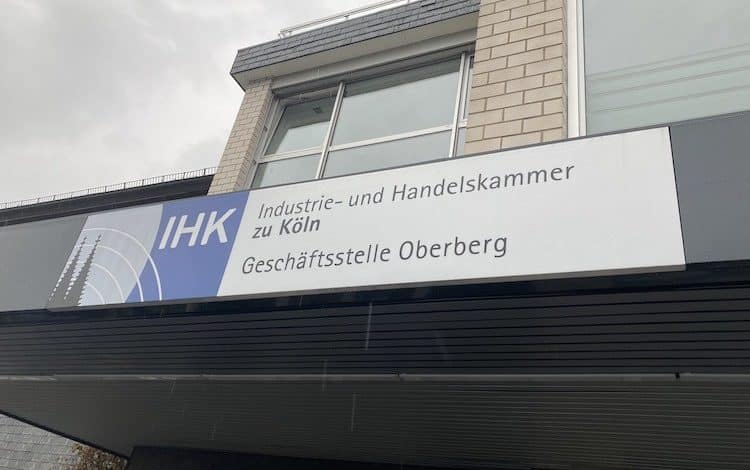 IHK
Industrie- und Handelskammer
zu Köln
Geschäftsstelle Oberberg